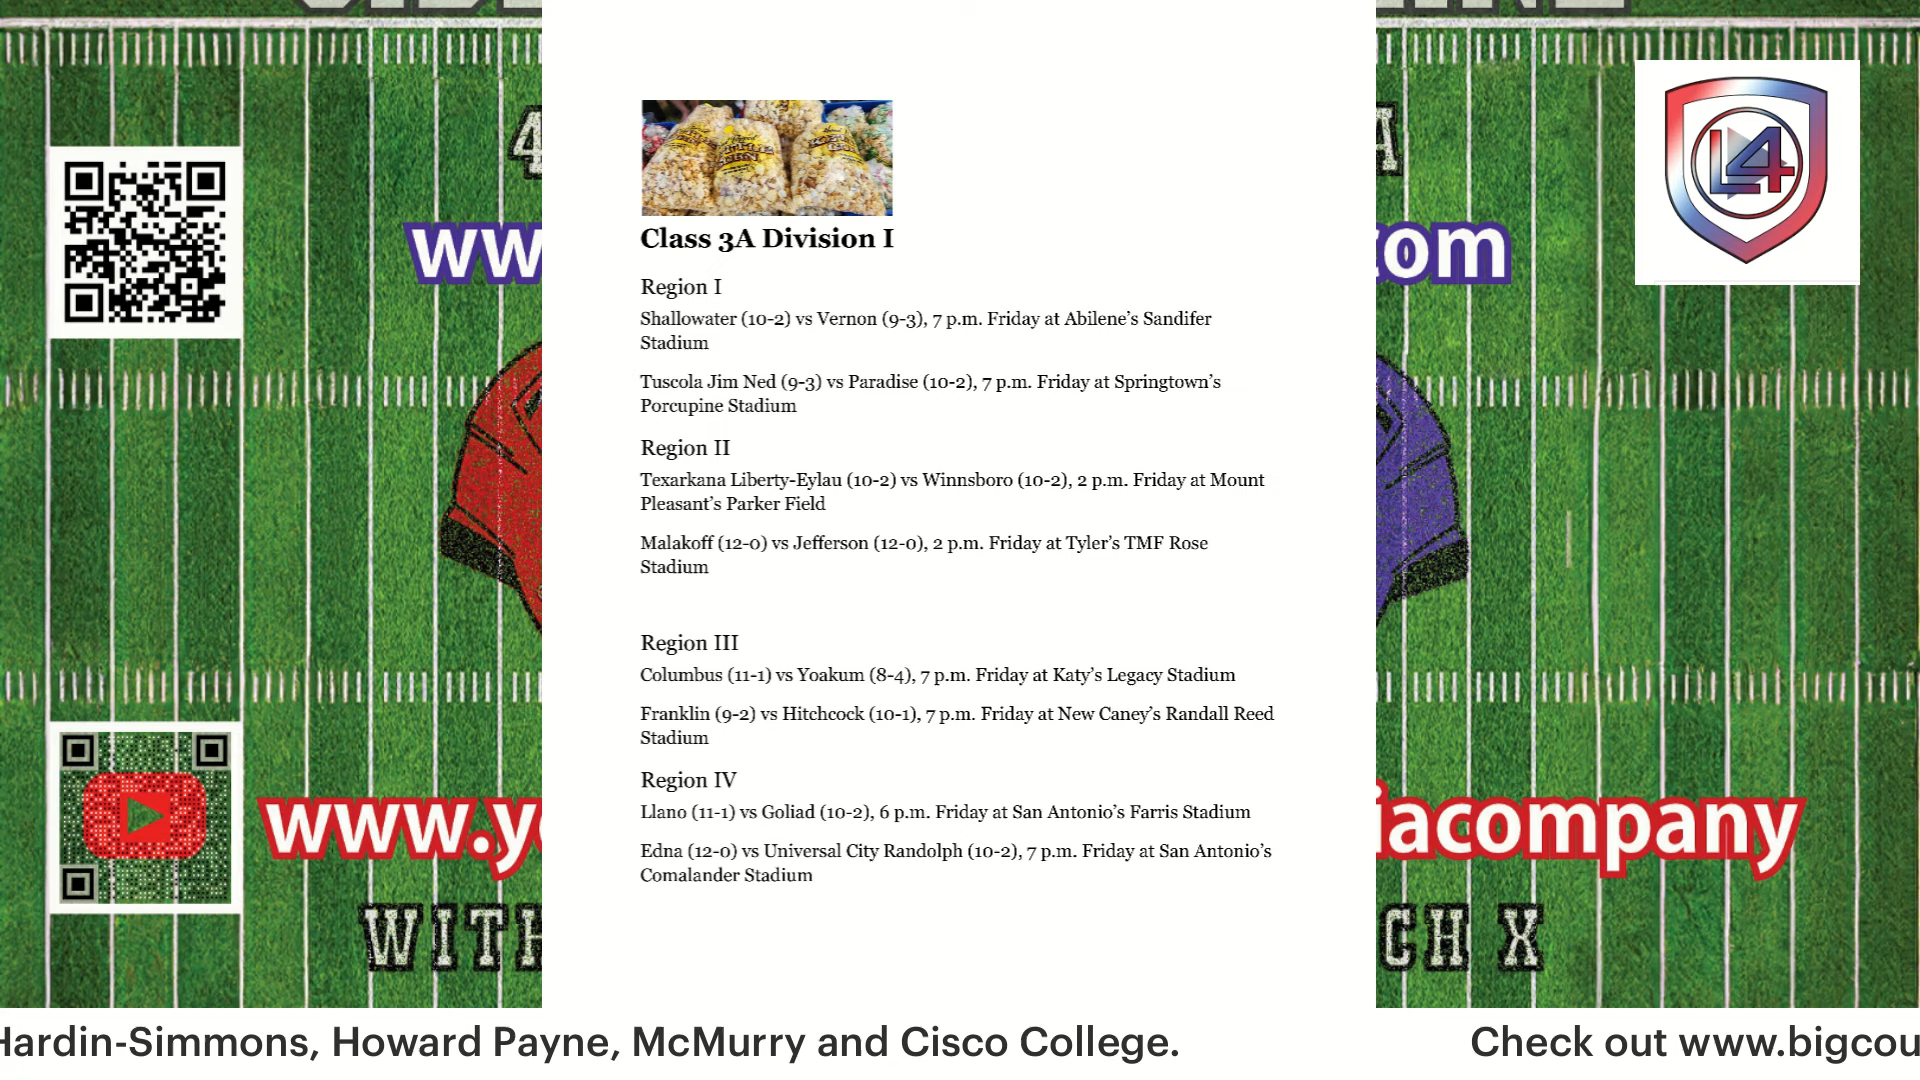 Class 3A Division I
Region I
Shallowater (10-2) vs Vernon (9-3), 7 p.m. Friday at Abilene’s Sandifer
Stadium
Tuscola Jim Ned (9-3) vs Paradise (10-2), 7 p.m. Friday at Springtown’s
Porcupine Stadium
Region II
Texarkana Liberty-Eylau (10-2) vs Winnsboro (10-2), 2 p.m. Friday at Mount
Pleasant’s Parker Field
Malakoff (12-0) vs Jefferson (12-0), 2 p.m. Friday at Tyler’s TMF Rose
Stadium
Region III
Columbus (11-1) vs Yoakum (8-4), 7 p.m. Friday at Katy’s Legacy Stadium
Franklin (9-2) vs Hitchcock (10-1), 7 p.m. Friday at New Caney’s Randall Reed
Stadium
Region IV
Llano (11-1) vs Goliad (10-2), 6 p.m. Friday at San Antonio’s Farris Stadium
Edna (12-0) vs Universal City Randolph (10-2), 7 p.m. Friday at San Antonio’s
Comalander Stadium
L4
4 A
ww om
www.y iacompany
WITH CH X
Hardin-Simmons, Howard Payne, McMurry and Cisco College. Check out www.bigcou